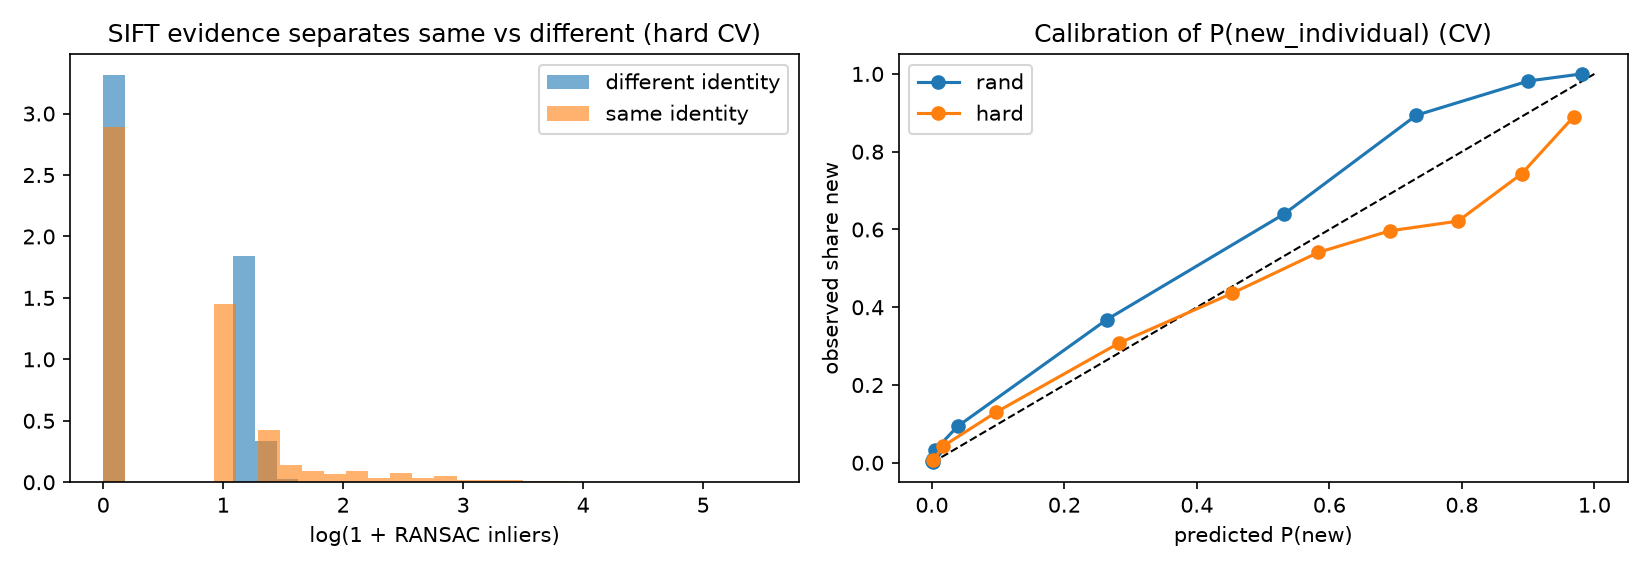 SIFT evidence separates same vs different (hard CV)
different identity
same identity
3.0
2.5
2.0
1.5
1.0
0.5
0.0
0 1 2 3 4 5
log(1 + RANSAC inliers)
Calibration of P(new_individual) (CV)
rand
hard
observed share new
1.0
0.8
0.6
0.4
0.2
0.0
0.0 0.2 0.4 0.6 0.8 1.0
predicted P(new)